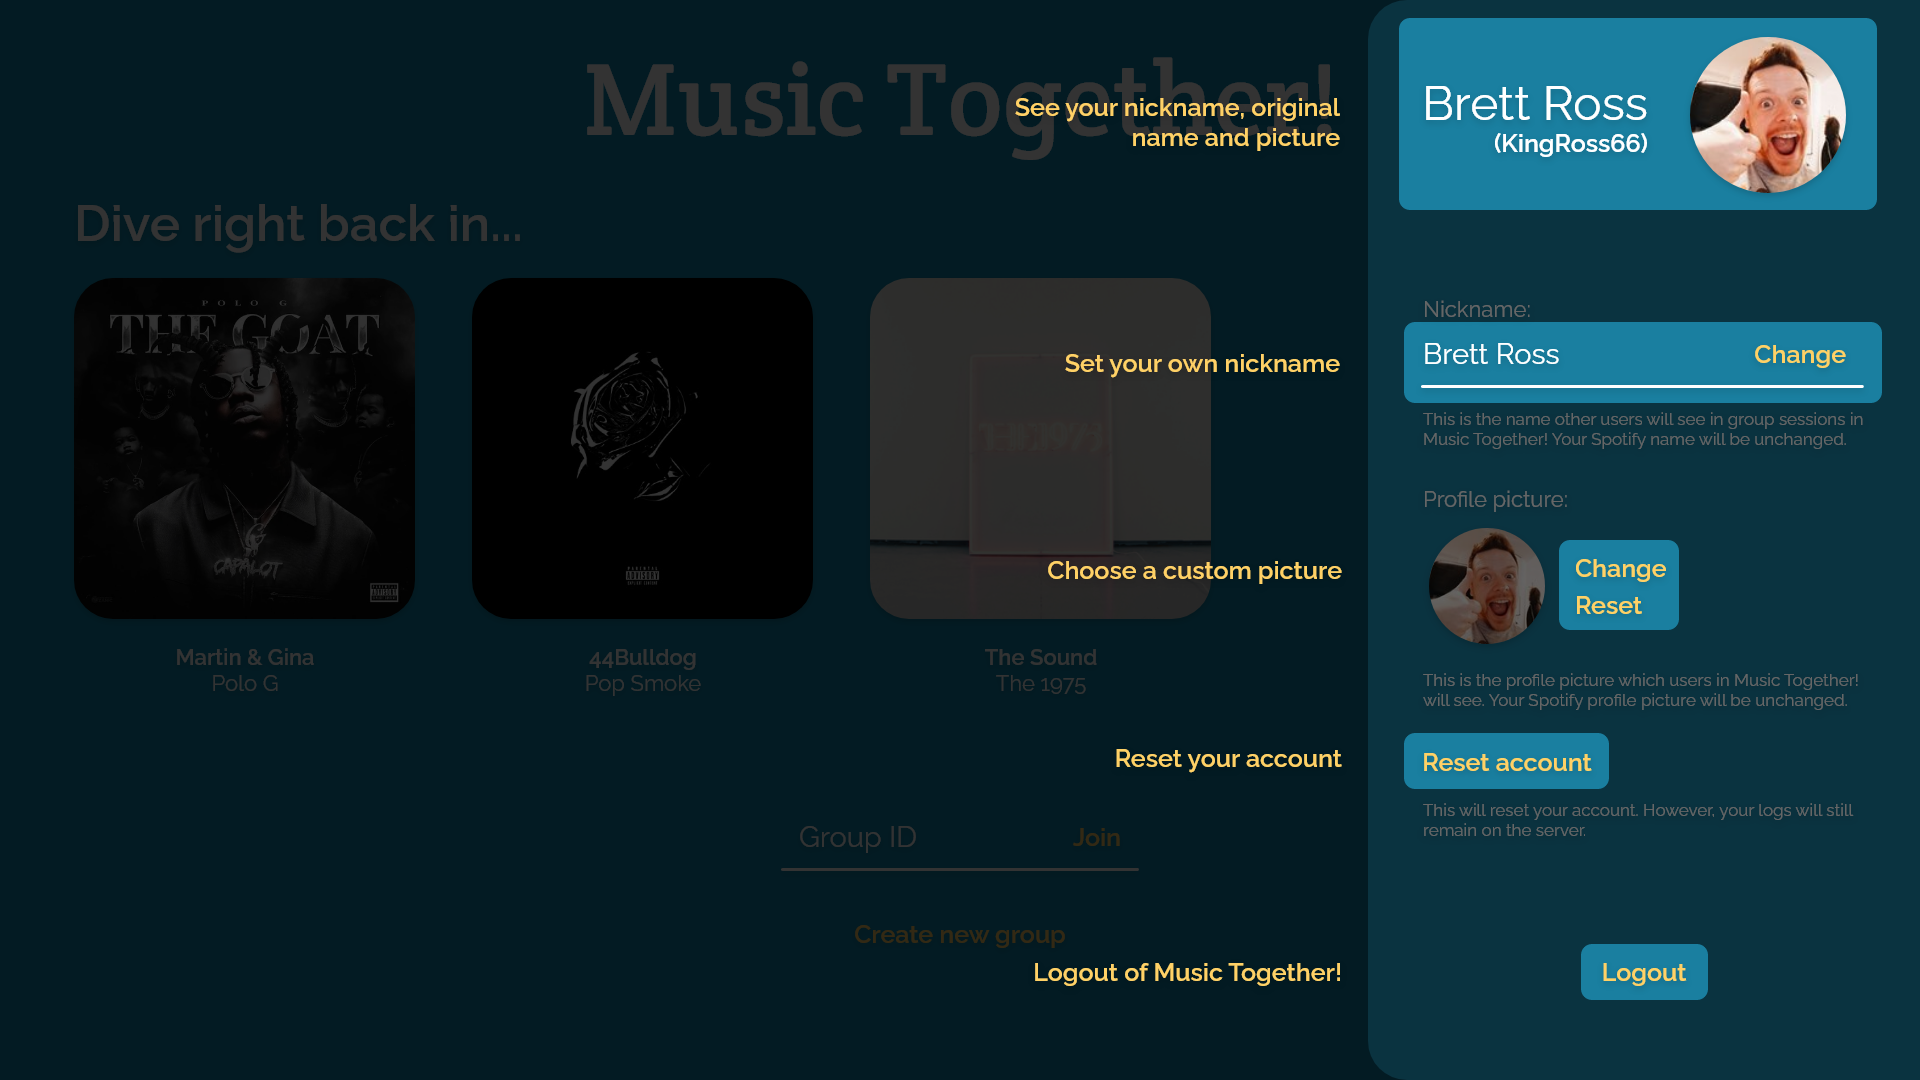 Music Together!
See your nickname, original
name and picture
Brett Ross
(KingRoss66)
Dive right back in...
POLO G
THE GOAT
CAPALOT
PARENTAL
ADVISORY
Martin & Gina
Polo G
PARENTAL
ADVISORY
44Bulldog
Pop Smoke
The Sound
The 1975
Set your own nickname
Choose a custom picture
Reset your account
Group ID
Join
Create new group
Logout of Music Together!
Nickname:
Brett Ross
Change
This is the name other users will see in group sessions in
Music Together! Your Spotify name will be unchanged.
Profile picture:
Change
Reset
This is the profile picture which users in Music Together!
will see. Your Spotify profile picture will be unchanged.
Reset account
This will reset your account. However, your logs will still
remain on the server.
Logout